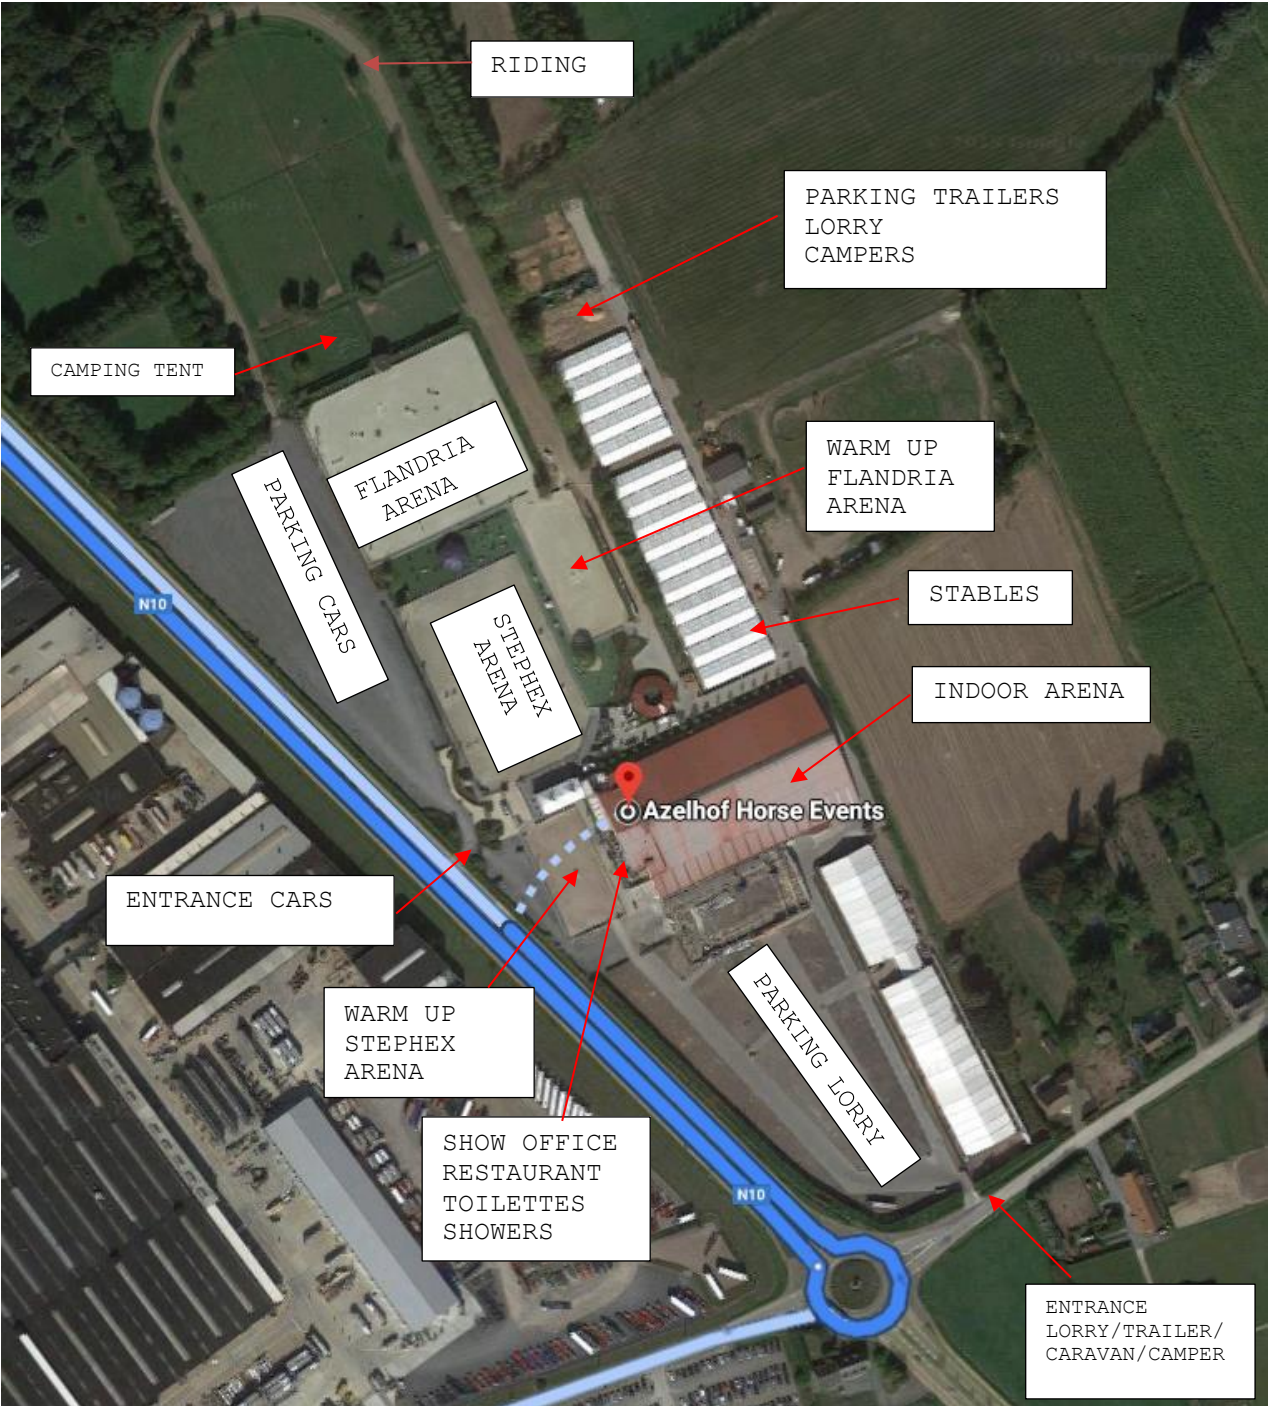 RIDING
PARKING TRAILERS
LORRY
CAMPERS
CAMPING TENT
FLANDRIA
ARENA
WARM UP
FLANDRIA
ARENA
PARKING CARS
N10
STABLES
STEPHEX
ARENA
INDOOR ARENA
Azelhof Horse Events
ENTRANCE CARS
WARM UP
STEPHEX
ARENA
PARKING LORRY
SHOW OFFICE
RESTAURANT
TOILETTES
SHOWERS
N10
ENTRANCE
LORRY/TRAILER/
CARAVAN/CAMPER